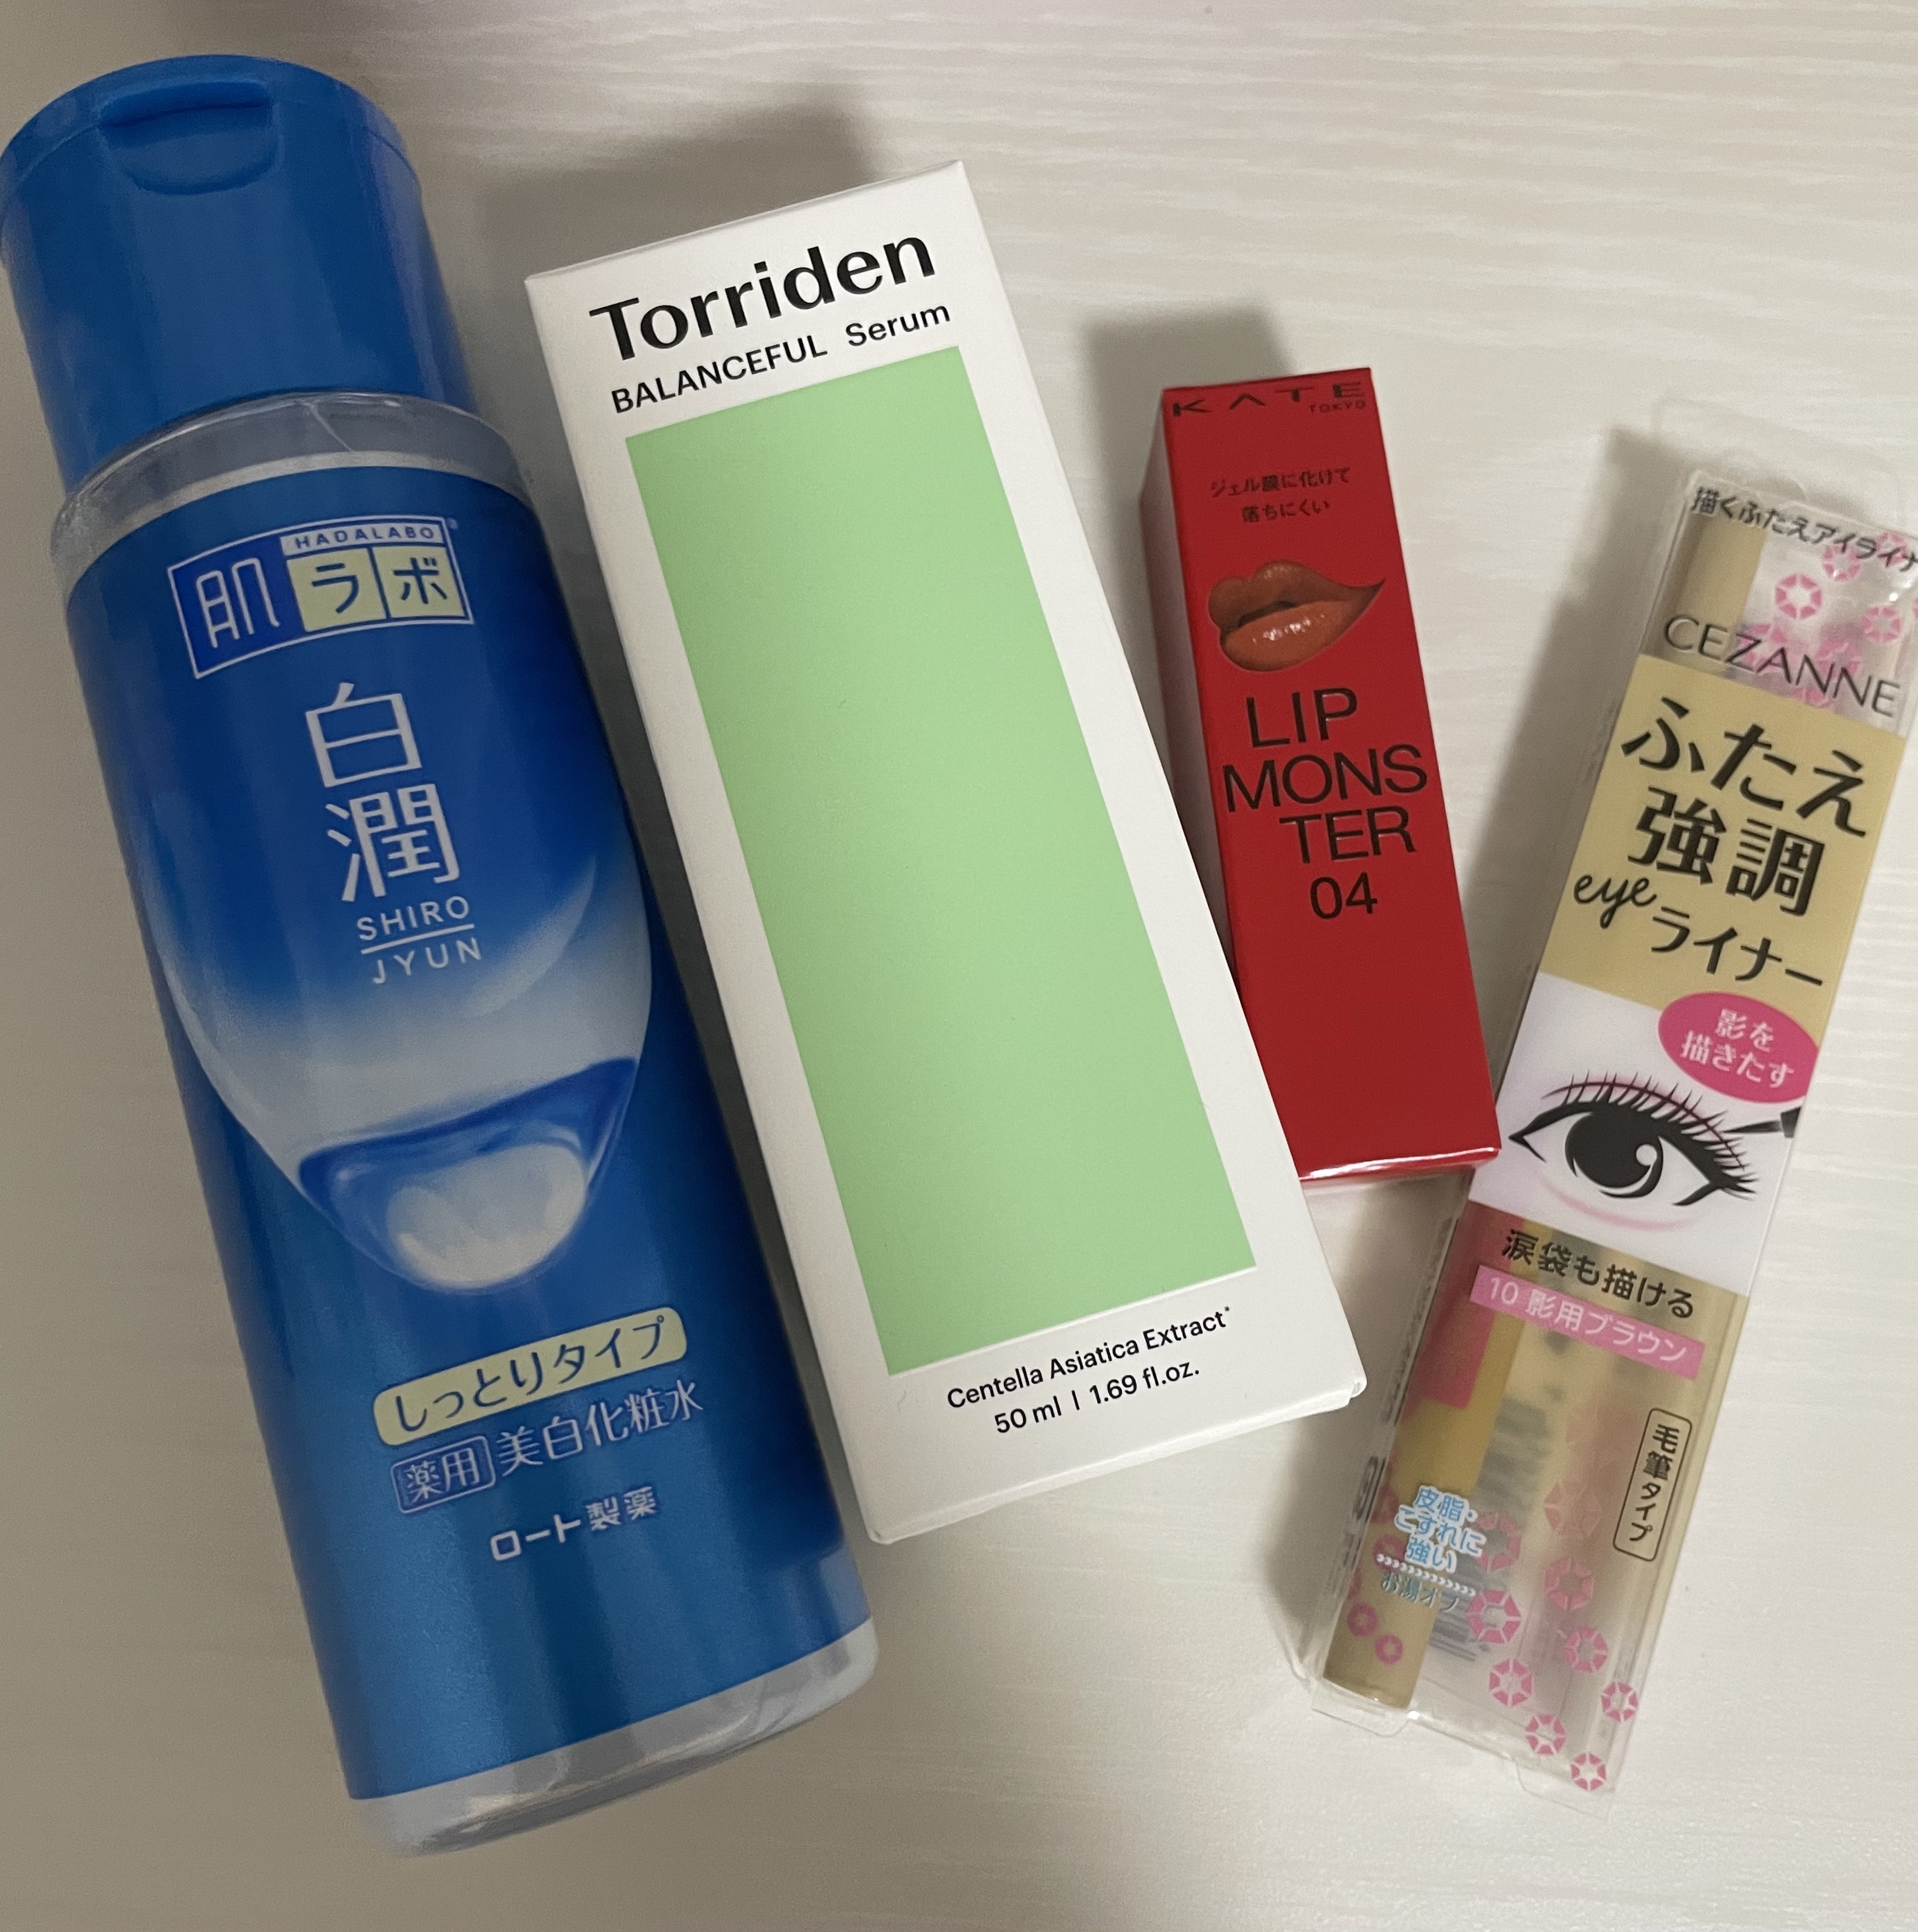 HADALABO®
肌ラボ
白
潤
SHIRO
JYUN
しっとりタイプ
薬用 美白化粧水
ロート製薬
Torriden
BALANCEFUL Serum
Centella Asiatica Extract*
50 ml | 1.69 fl.oz.
KATE
TOKYO
ジェル膜に化けて
落ちにくい
LIP
MONS
TER
04
描くふたえアイライナ
CEZANNE
ふたえ
強調
eyeライナー
影を
描きたす
涙袋も描ける
10 影用ブラウン
毛筆タイプ
皮脂・
こすれに
強い
お湯オフ